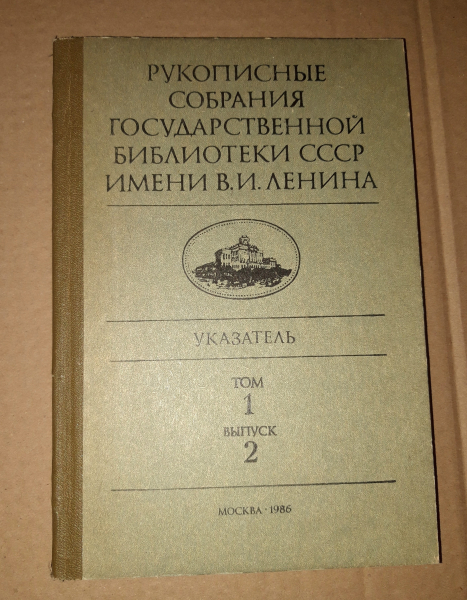 РУКОПИСНЫЕ
СОБРАНИЯ
ГОСУДАРСТВЕННОЙ
БИБЛИОТЕКИ СССР
ИМЕНИ В.И.ЛЕНИНА
УКАЗАТЕЛЬ
ТОМ
1
ВЫПУСК
2
МОСКВА · 1986